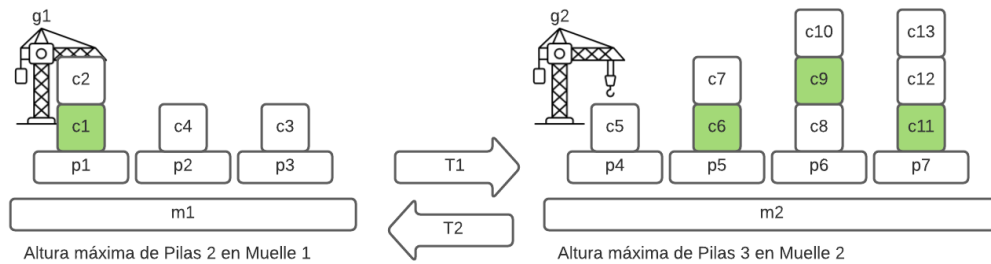 g1
g2
c10
c13
c2
c7
c9
c12
c1
c4
c3
c5
c6
c8
c11
p1
p2
p3
T1
p4
p5
p6
p7
m1
T2
m2
Altura máxima de Pilas 2 en Muelle 1
Altura máxima de Pilas 3 en Muelle 2